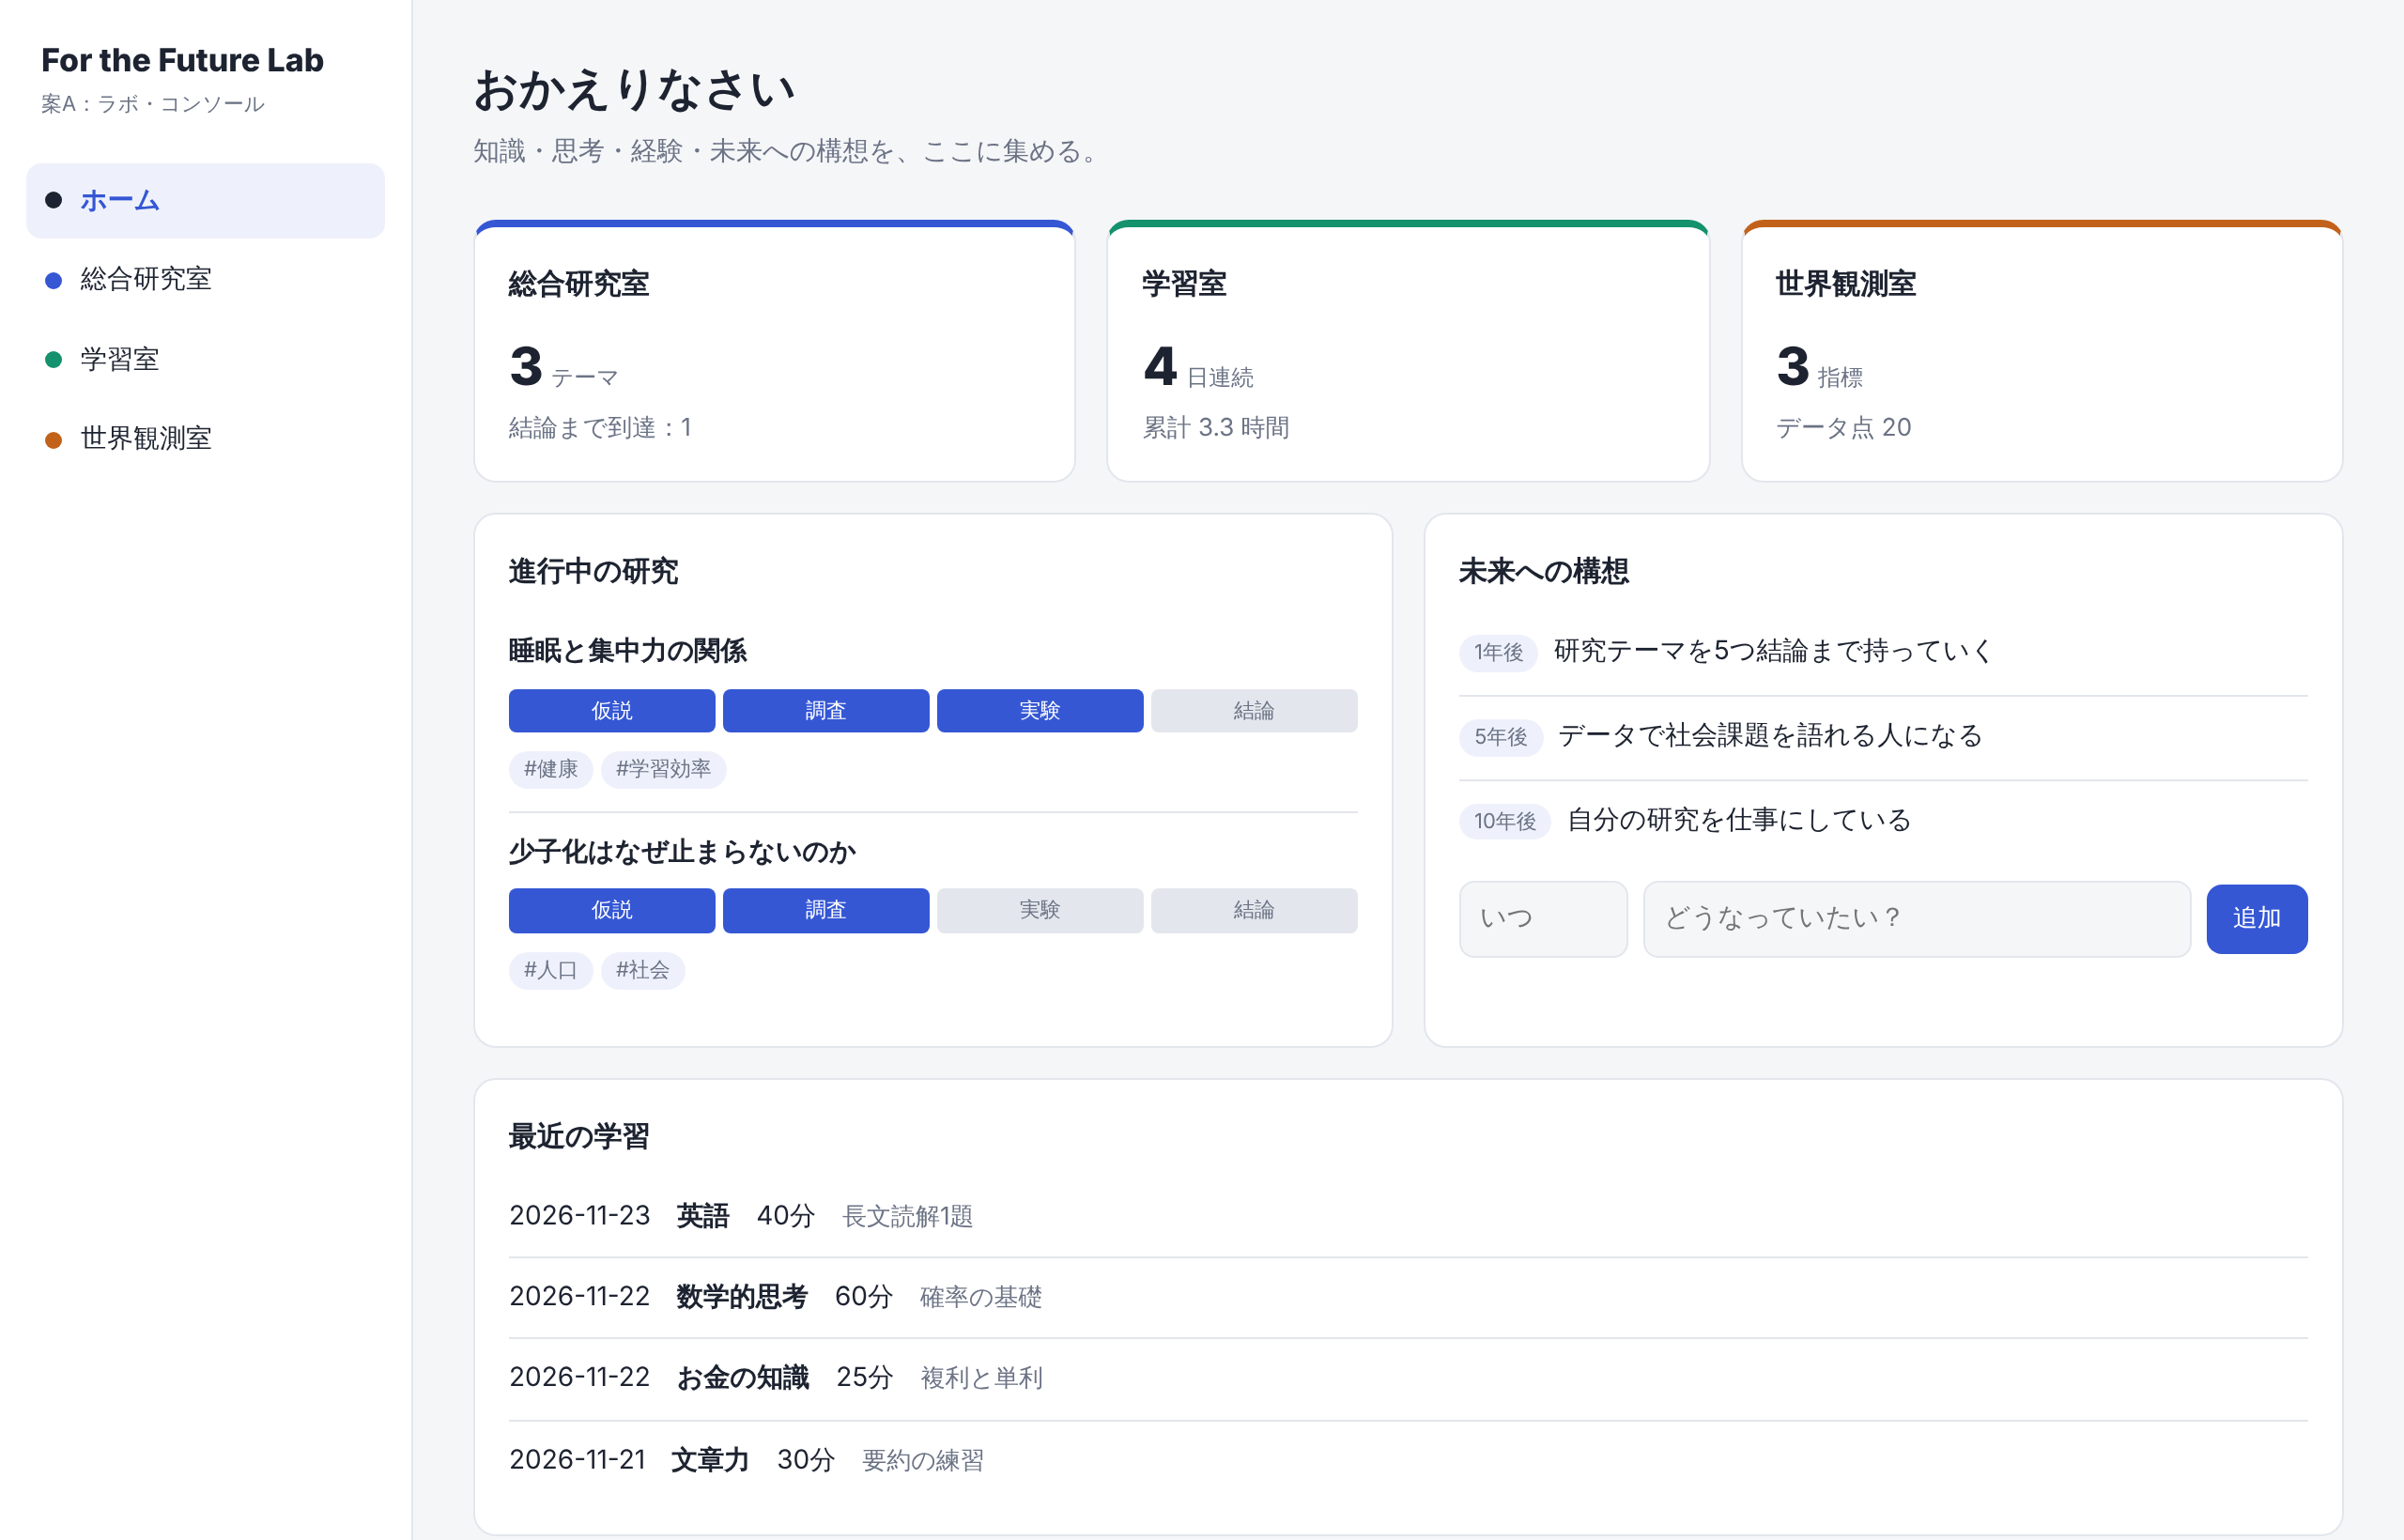 For the Future Lab
案A：ラボ・コンソール
ホーム
総合研究室
学習室
世界観測室
おかえりなさい
知識・思考・経験・未来への構想を、ここに集める。
総合研究室
3 テーマ
結論まで到達：1
学習室
4 日連続
累計 3.3 時間
世界観測室
3 指標
データ点 20
進行中の研究
睡眠と集中力の関係
仮説 調査 実験 結論
#健康 #学習効率
少子化はなぜ止まらないのか
仮説 調査 実験 結論
#人口 #社会
未来への構想
1年後 研究テーマを5つ結論まで持っていく
5年後 データで社会課題を語れる人になる
10年後 自分の研究を仕事にしている
いつ どうなっていたい？ 追加
最近の学習
2026-11-23 英語 40分 長文読解1題
2026-11-22 数学的思考 60分 確率の基礎
2026-11-22 お金の知識 25分 複利と単利
2026-11-21 文章力 30分 要約の練習